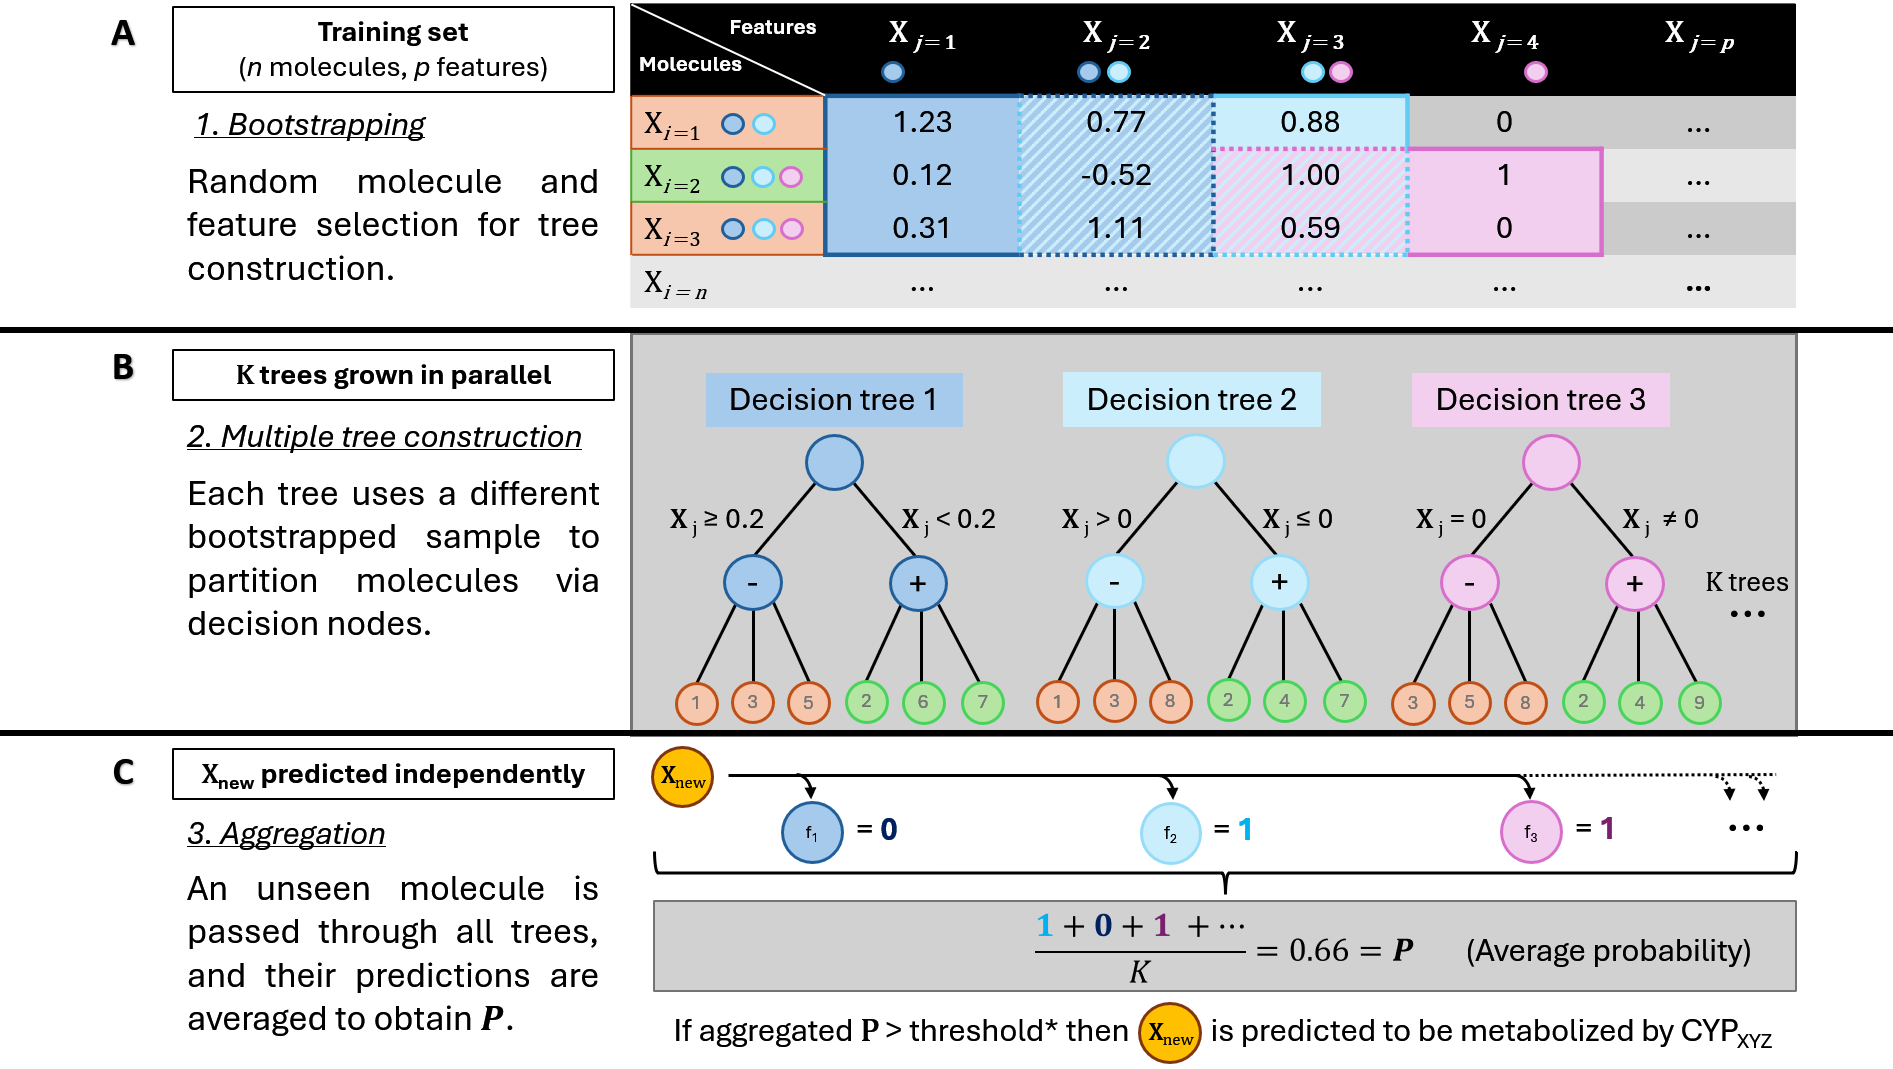 A
Training set
(n molecules, p features)
1. Bootstrapping
Random molecule and
feature selection for tree
construction.
Features
Molecules
X j=1
X j=2
X j=3
X j=4
X j=p
X i=1 1.23 0.77 0.88 0 ...
X i=2 0.12 -0.52 1.00 1 ...
X i=3 0.31 1.11 0.59 0 ...
X i=n ... ... ... ... ...
B
K trees grown in parallel
2. Multiple tree construction
Each tree uses a different
bootstrapped sample to
partition molecules via
decision nodes.
Decision tree 1 Decision tree 2 Decision tree 3
X j ≥ 0.2 X j < 0.2 X j > 0 X j ≤ 0 X j = 0 X j ≠ 0
- + - + - + K trees
...
1 3 5 2 6 7 1 3 8 2 4 7 3 5 8 2 4 9
C
Xnew predicted independently
3. Aggregation
An unseen molecule is
passed through all trees,
and their predictions are
averaged to obtain P.
Xnew
f1 = 0 f2 = 1 f3 = 1 ...
1 + 0 + 1 + ⋯
K
= 0.66 = P (Average probability)
If aggregated P > threshold* then Xnew is predicted to be metabolized by CYPXYZ